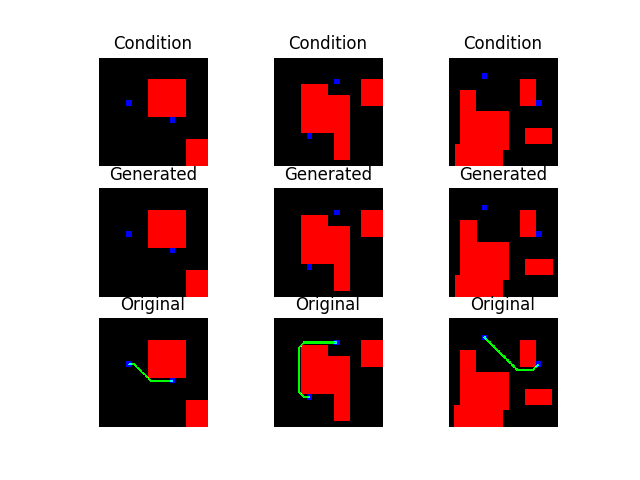 Condition Condition Condition
Generated Generated Generated
Original Original Original